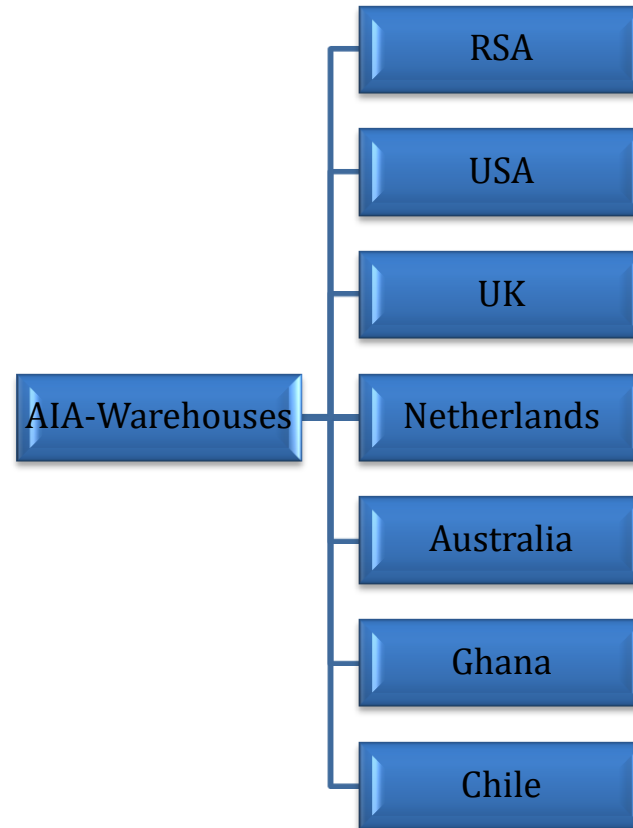 RSA
USA
UK
AIA-Warehouses
Netherlands
Australia
Ghana
Chile